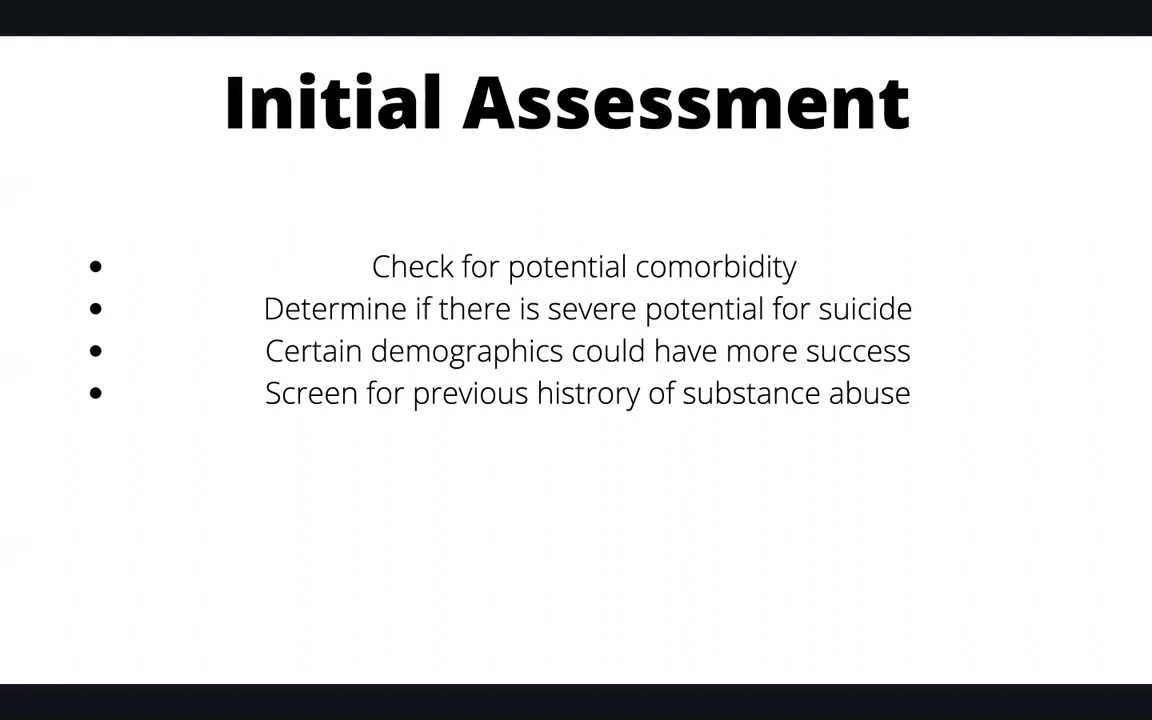 Initial Assessment
• Check for potential comorbidity
• Determine if there is severe potential for suicide
• Certain demographics could have more success
• Screen for previous histrory of substance abuse